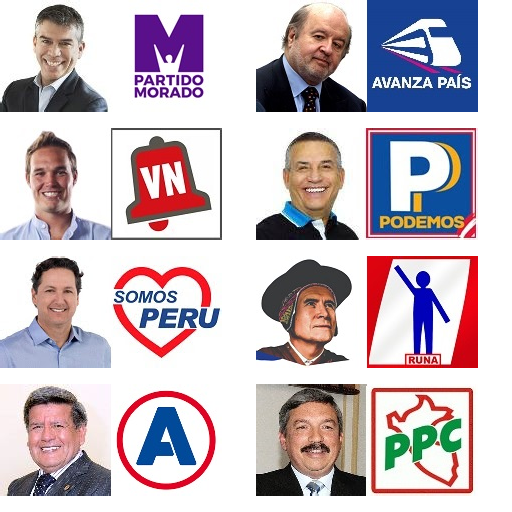 M
PARTIDO
MORADO
AVANZA PAÍS
VN
P
PODEMOS
SOMOS
PERU
RUNA
A
PPC